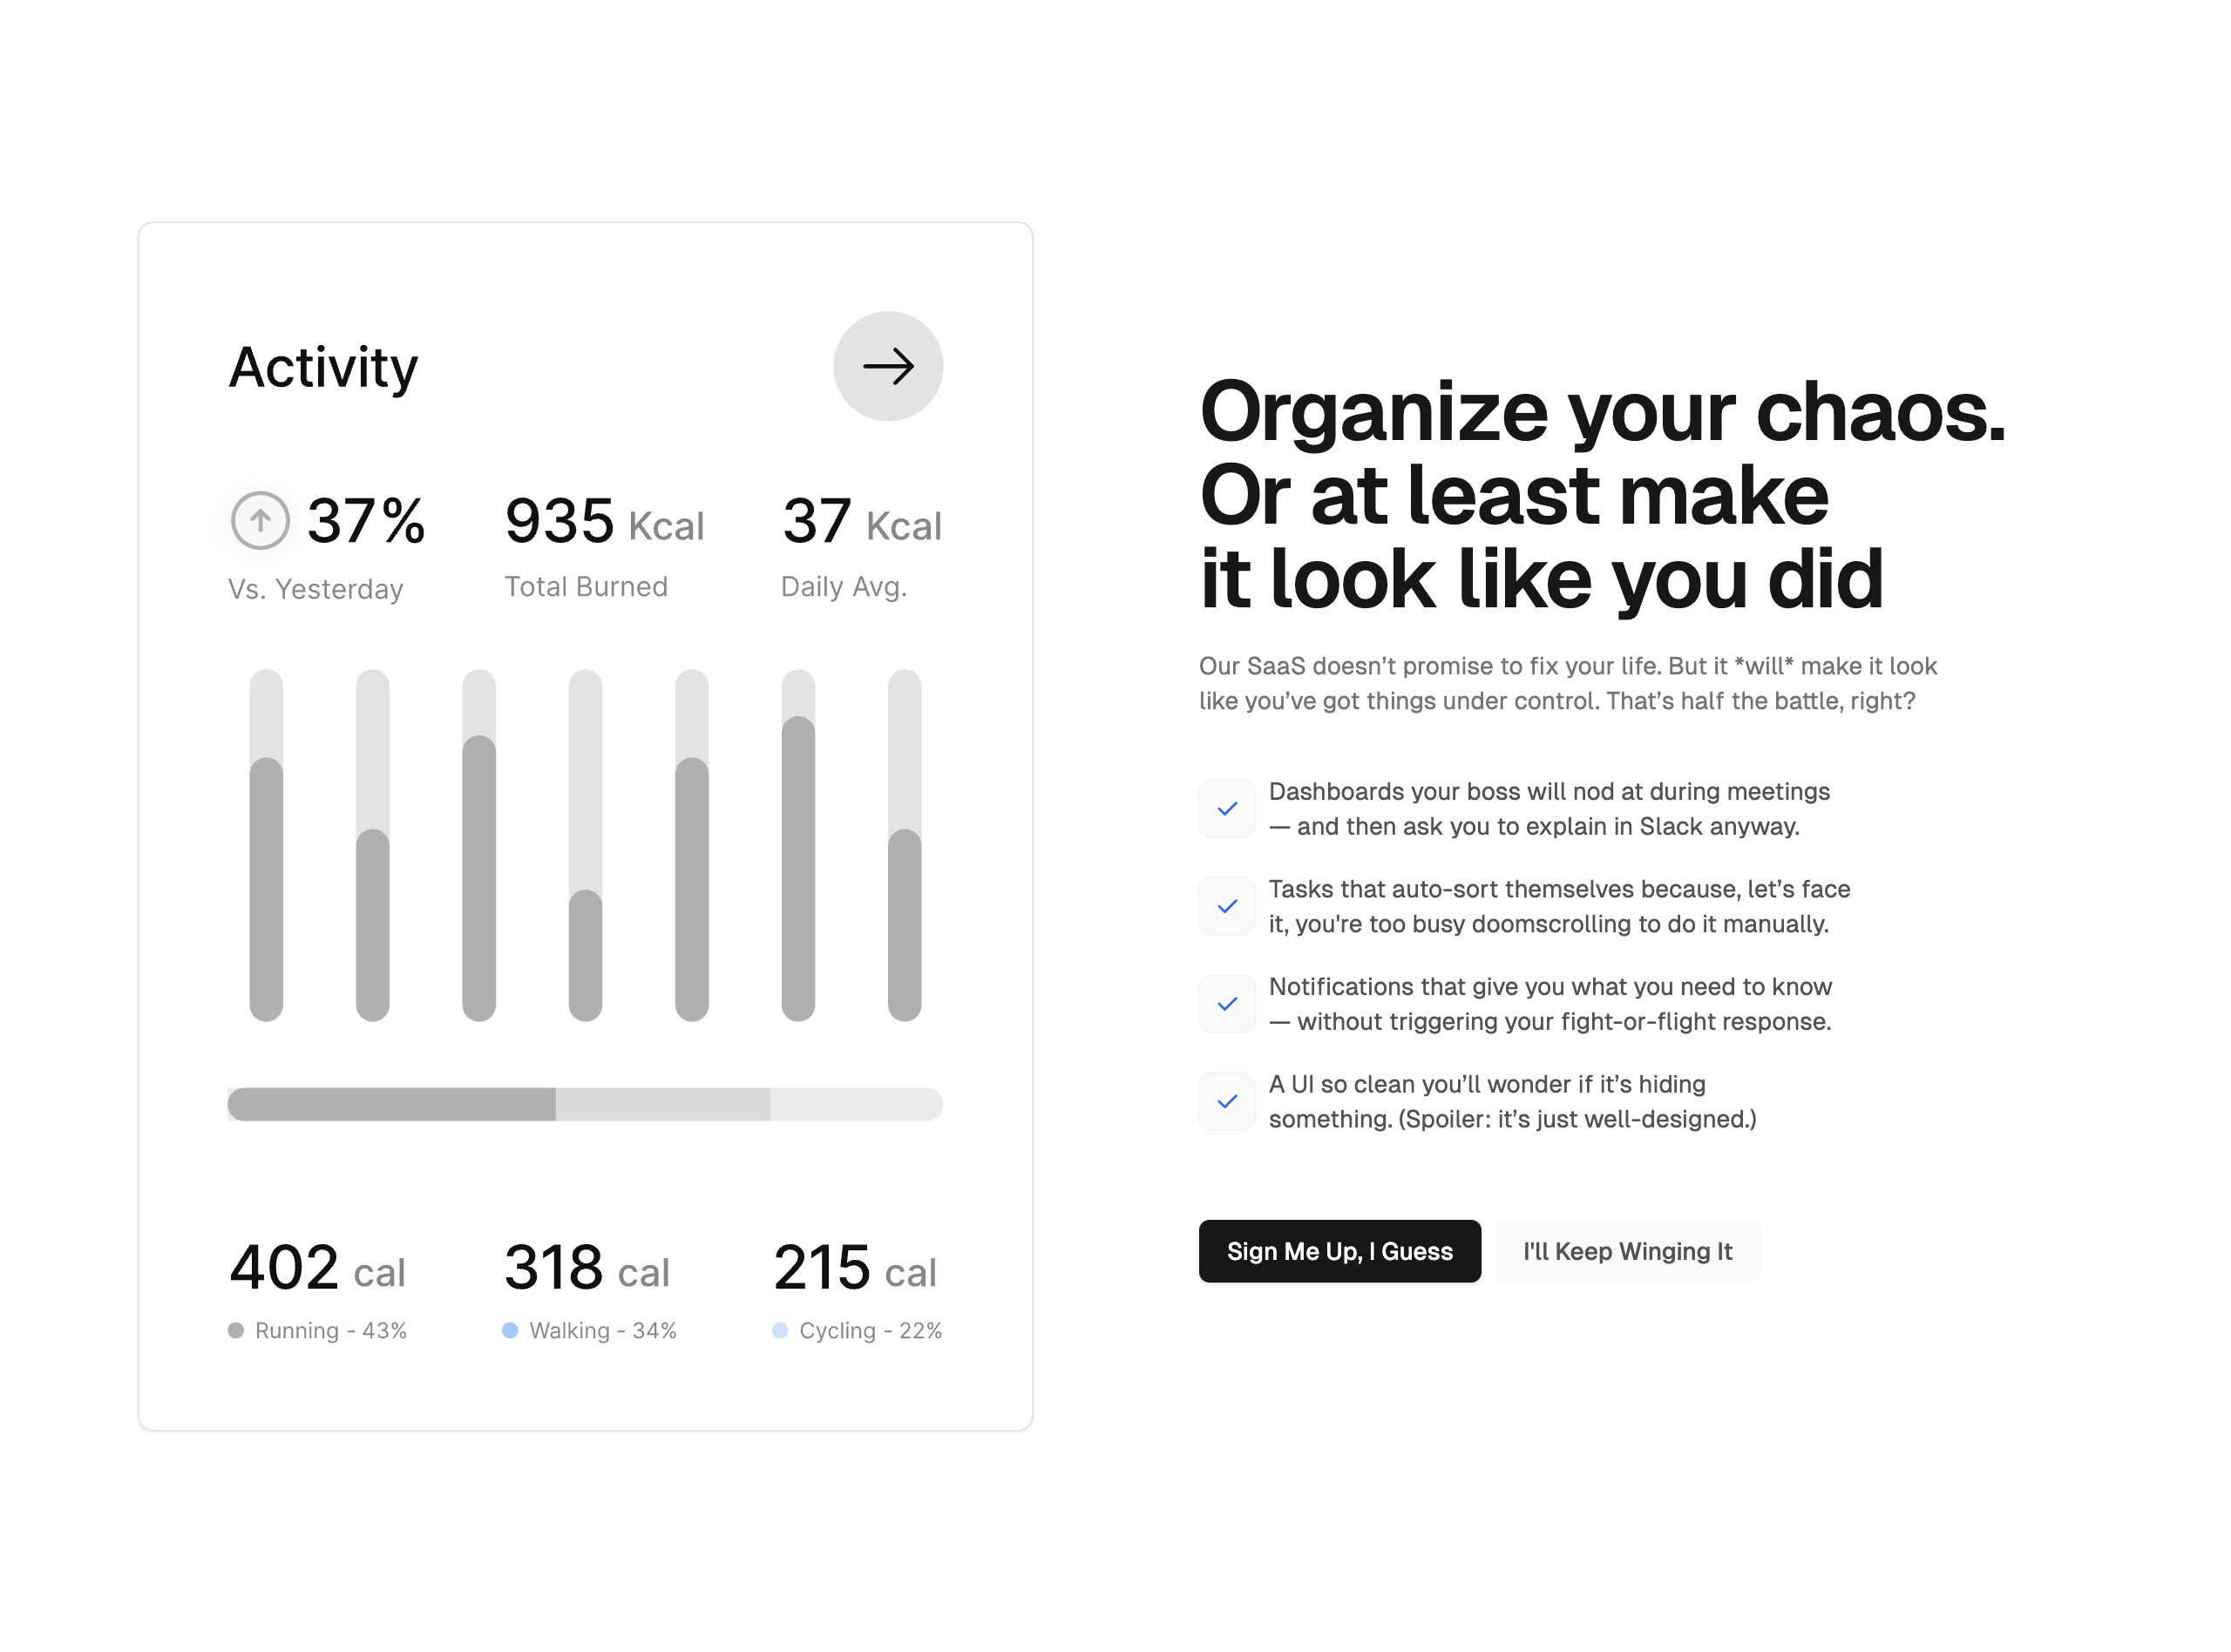 Activity
37%
Vs. Yesterday
935 Kcal
Total Burned
37 Kcal
Daily Avg.
402 cal
Running - 43%
318 cal
Walking - 34%
215 cal
Cycling - 22%
Organize your chaos.
Or at least make
it look like you did
Our SaaS doesn’t promise to fix your life. But it *will* make it look
like you’ve got things under control. That’s half the battle, right?
Dashboards your boss will nod at during meetings
— and then ask you to explain in Slack anyway.
Tasks that auto-sort themselves because, let’s face
it, you're too busy doomscrolling to do it manually.
Notifications that give you what you need to know
— without triggering your fight-or-flight response.
A UI so clean you’ll wonder if it’s hiding
something. (Spoiler: it’s just well-designed.)
Sign Me Up, I Guess
I'll Keep Winging It